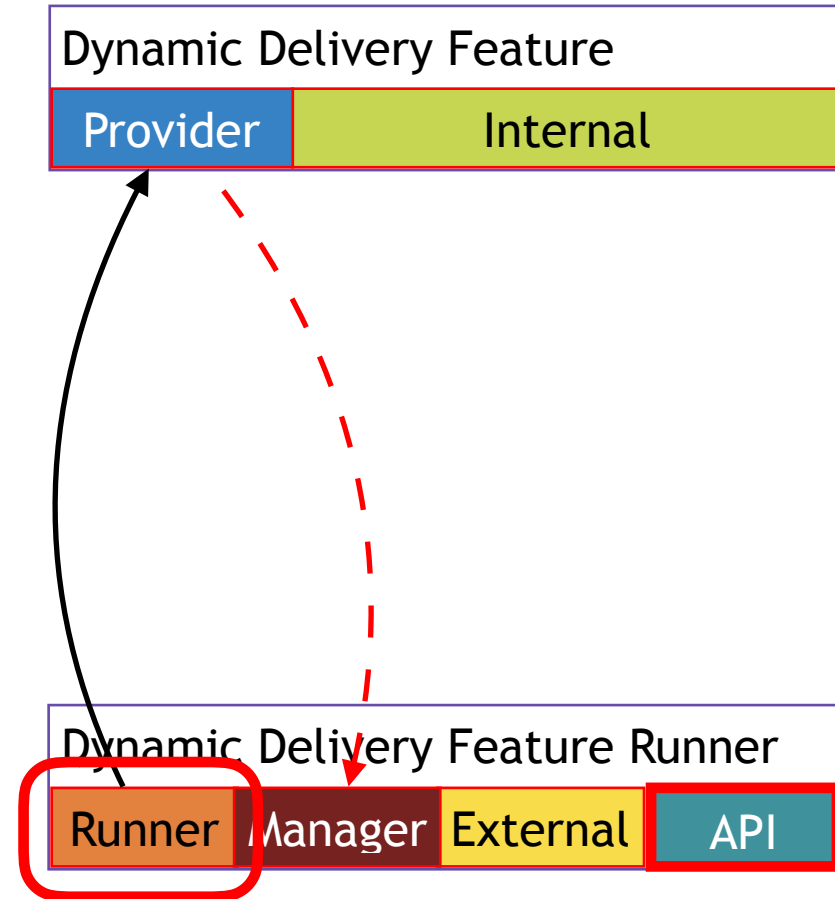 Dynamic Delivery Feature
Provider Internal
Dynamic Delivery Feature Runner
Runner Manager External API